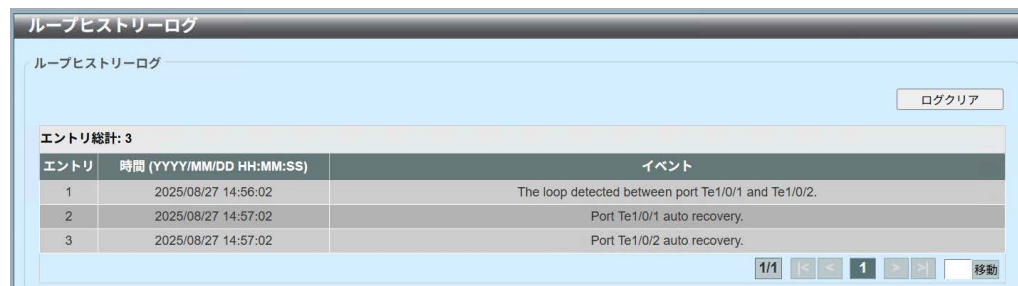 ループヒストリーログ
ループヒストリーログ
ログクリア
エントリ総計: 3
エントリ 時間 (YYYY/MM/DD HH:MM:SS) イベント
1 2025/08/27 14:56:02 The loop detected between port Te1/0/1 and Te1/0/2.
2 2025/08/27 14:57:02 Port Te1/0/1 auto recovery.
3 2025/08/27 14:57:02 Port Te1/0/2 auto recovery.
1/1 |< < 1 > >| 移動